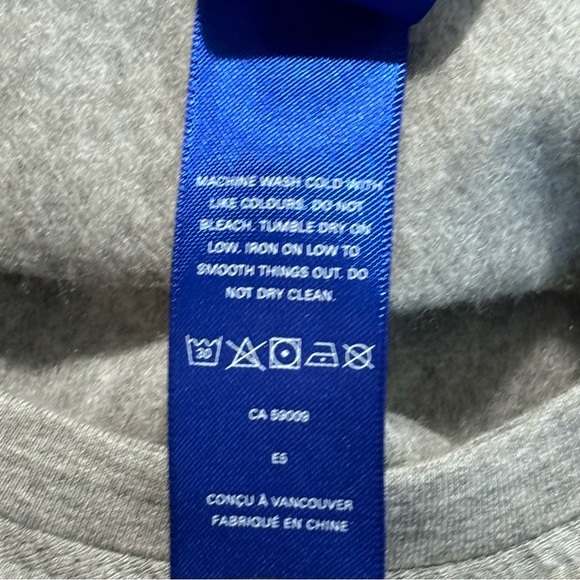 MACHINE WASH COLD WITH
LIKE COLOURS. DO NOT
BLEACH. TUMBLE DRY ON
LOW. IRON ON LOW TO
SMOOTH THINGS OUT. DO
NOT DRY CLEAN.
30
CA 59009
E5
CONÇU À VANCOUVER
FABRIQUÉ EN CHINE